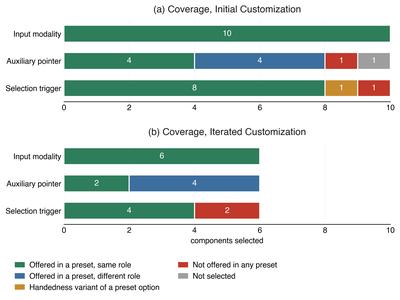 (a) Coverage, Initial Customization
Input modality 10
Auxiliary pointer 4 4 1 1
Selection trigger 8 1 1
0 2 4 6 8 10
(b) Coverage, Iterated Customization
Input modality 6
Auxiliary pointer 2 4
Selection trigger 4 2
0 2 4 6 8 10
components selected
Offered in a preset, same role
Offered in a preset, different role
Handedness variant of a preset option
Not offered in any preset
Not selected